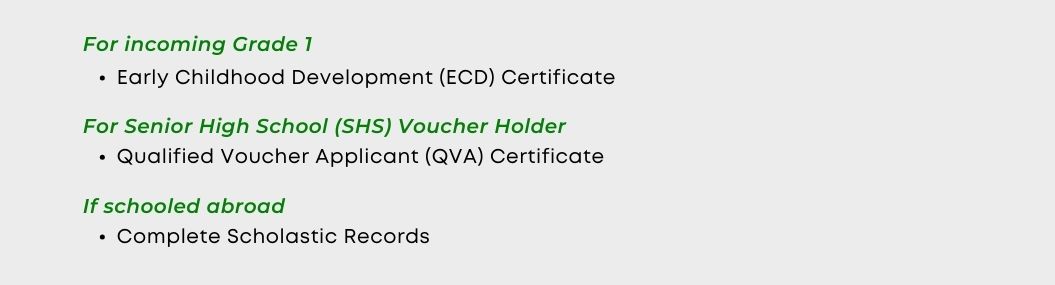 For incoming Grade 1
• Early Childhood Development (ECD) Certificate
For Senior High School (SHS) Voucher Holder
• Qualified Voucher Applicant (QVA) Certificate
If schooled abroad
• Complete Scholastic Records